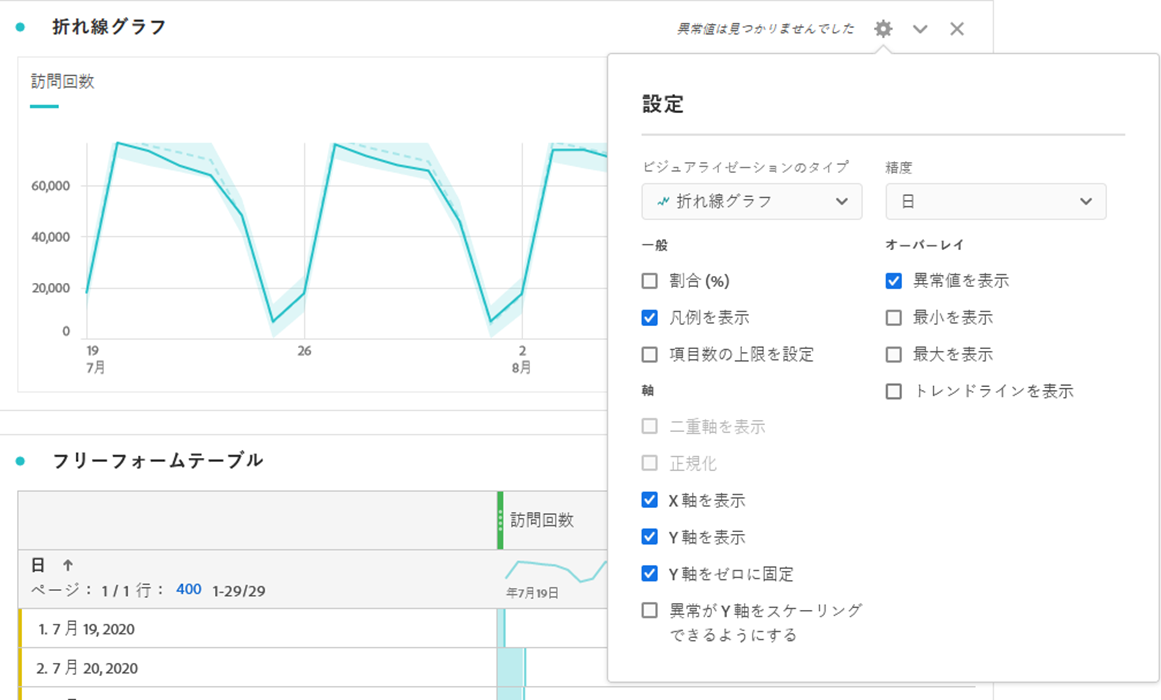 折れ線グラフ
異常値は見つかりませんでした
訪問回数
60,000
40,000
20,000
0
19
7月
26
2
8月
設定
ビジュアライゼーションのタイプ
折れ線グラフ
精度
日
一般
割合 (%)
凡例を表示
項目数の上限を設定
軸
二重軸を表示
正規化
X 軸を表示
Y 軸を表示
Y 軸をゼロに固定
異常が Y 軸をスケーリング
できるようにする
オーバーレイ
異常値を表示
最小を表示
最大を表示
トレンドラインを表示
フリーフォームテーブル
訪問回数
日 ↑
ページ： 1 / 1 行： 400 1-29/29
年7月19日
1. 7 月 19, 2020
2. 7 月 20, 2020